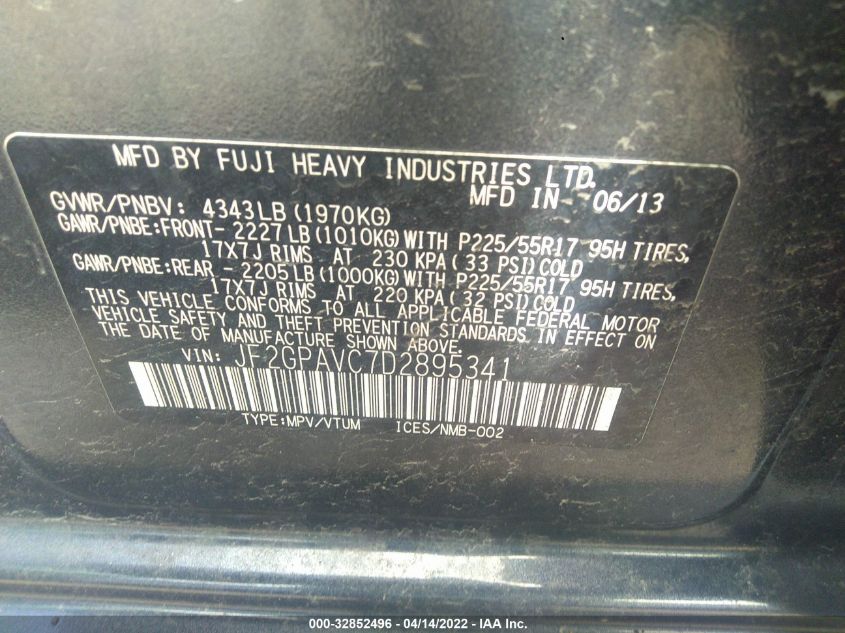 MFD BY FUJI HEAVY INDUSTRIES LTD.
MFD IN 06/13
GVWR/PNBV: 4343LB(1970KG)
GAWR/PNBE:FRONT- 2227LB(1010KG)WITH P225/55R17 95H TIRES,
17X7J RIMS AT 230 KPA(33 PSI)COLD
GAWR/PNBE:REAR - 2205LB(1000KG)WITH P225/55R17 95H TIRES,
17X7J RIMS AT 220 KPA(32 PSI)COLD
THIS VEHICLE CONFORMS TO ALL APPLICABLE FEDERAL MOTOR
VEHICLE SAFETY AND THEFT PREVENTION STANDARDS IN EFFECT ON
THE DATE OF MANUFACTURE SHOWN ABOVE.
VIN: JF2GPAVC7D2895341
TYPE:MPV/VTUM ICES/NMB-002
000-32852496 - 04/14/2022 - IAA Inc.